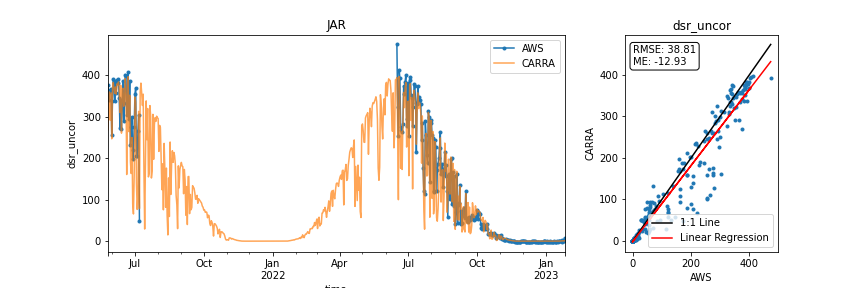 JAR
dsr_uncor
400
300
200
100
0
Jul
Oct
Jan
2022
Apr
Jul
Oct
Jan
2023
AWS
CARRA
dsr_uncor
RMSE: 38.81
ME: -12.93
CARRA
400
300
200
100
0
0
200
400
AWS
1:1 Line
Linear Regression